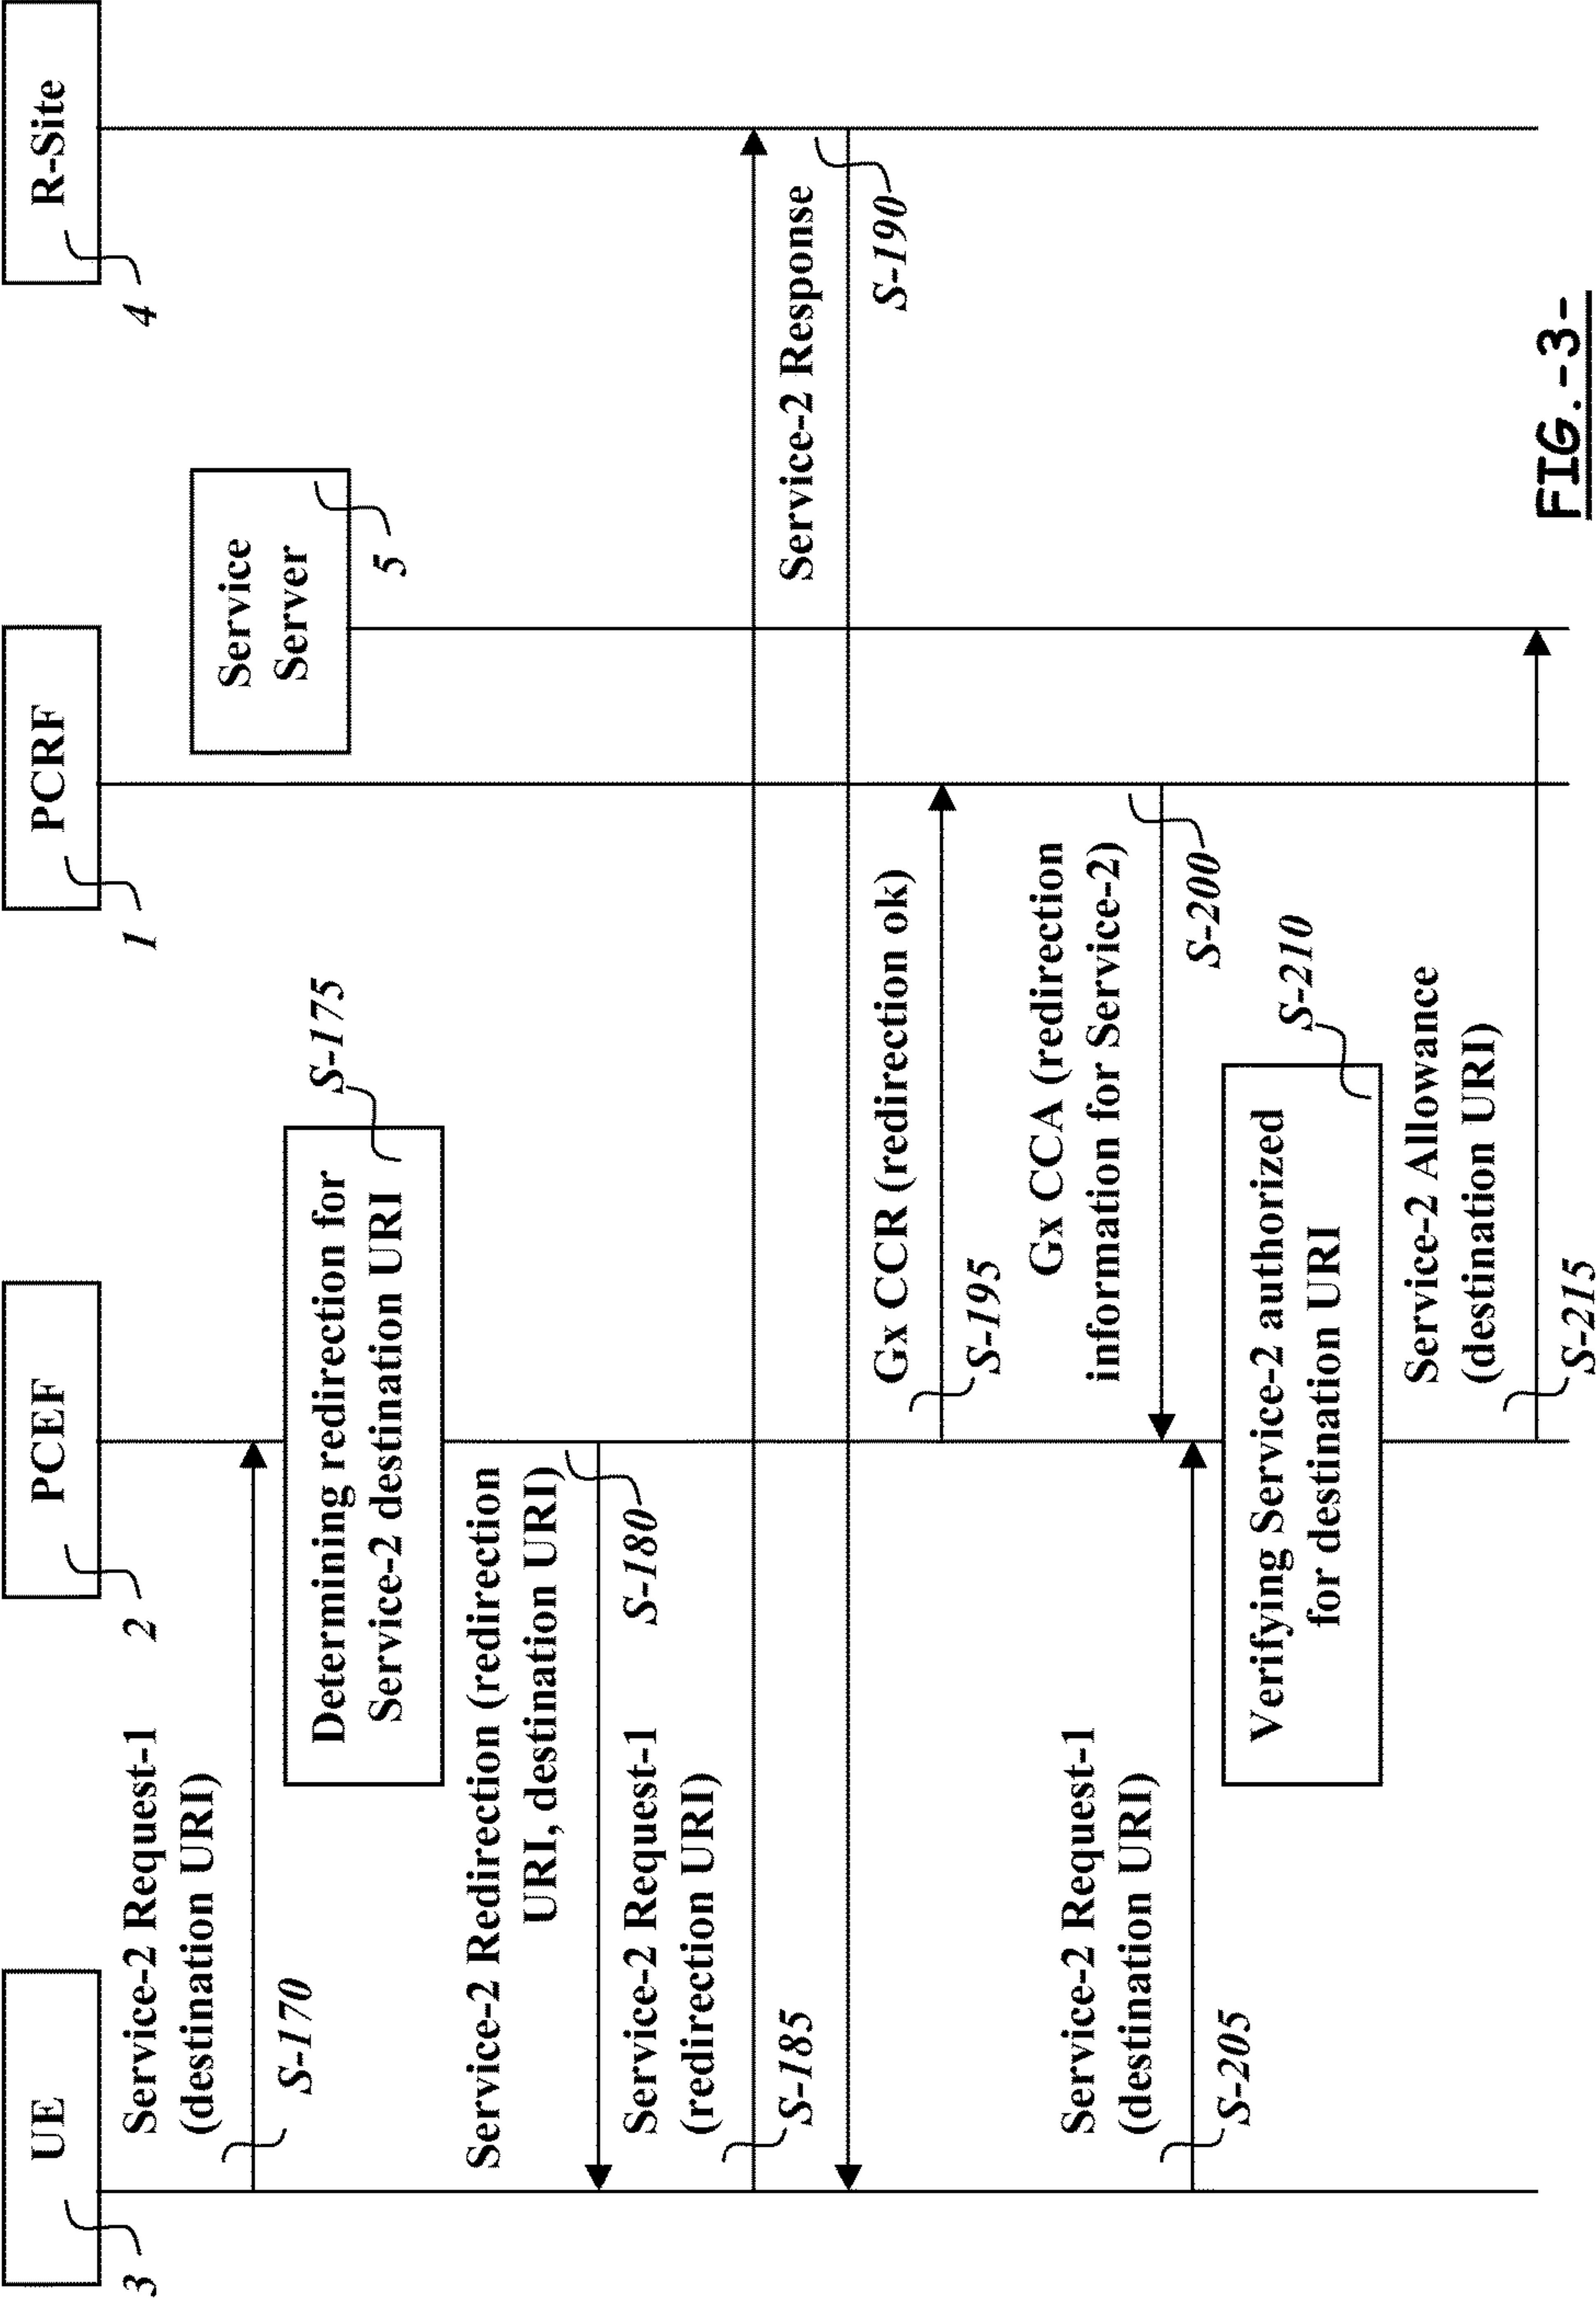 UE
3
PCEF
2
PCRF
1
Service
Server
5
R-Site
4
Service-2 Request-1
(destination URI)
S-170
Determining redirection for
Service-2 destination URI
S-175
Service-2 Redirection (redirection
URI, destination URI)
S-180
Service-2 Request-1
(redirection URI)
S-185
Service-2 Response
S-190
Gx CCR (redirection ok)
S-195
Gx CCA (redirection
information for Service-2)
S-200
Service-2 Request-1
(destination URI)
S-205
Verifying Service-2 authorized
for destination URI
S-210
Service-2 Allowance
(destination URI)
S-215
FIG.-3-